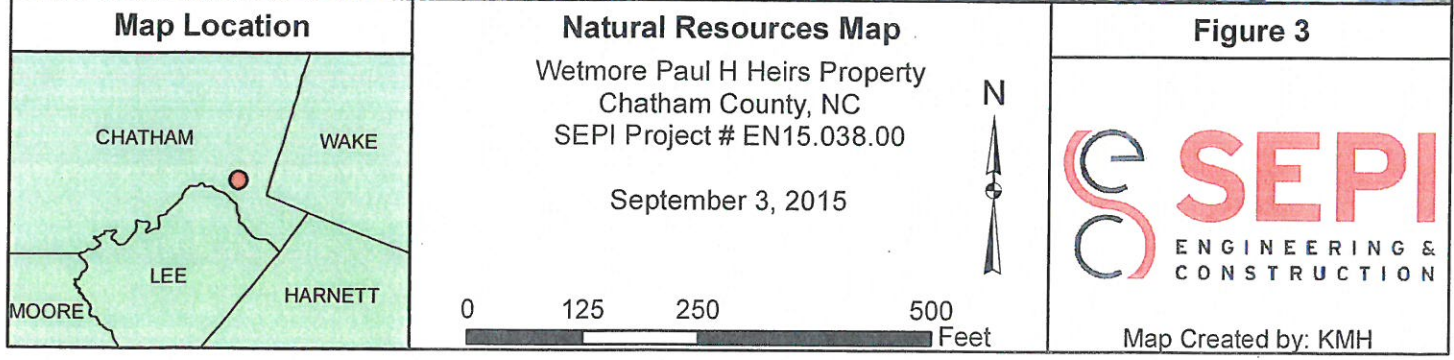 Map Location
CHATHAM
WAKE
LEE
HARNETT
MOORE
Natural Resources Map
Wetmore Paul H Heirs Property
Chatham County, NC
SEPI Project # EN15.038.00
September 3, 2015
N
0 125 250 500
Feet
Figure 3
SEPI
ENGINEERING &
CONSTRUCTION
Map Created by: KMH